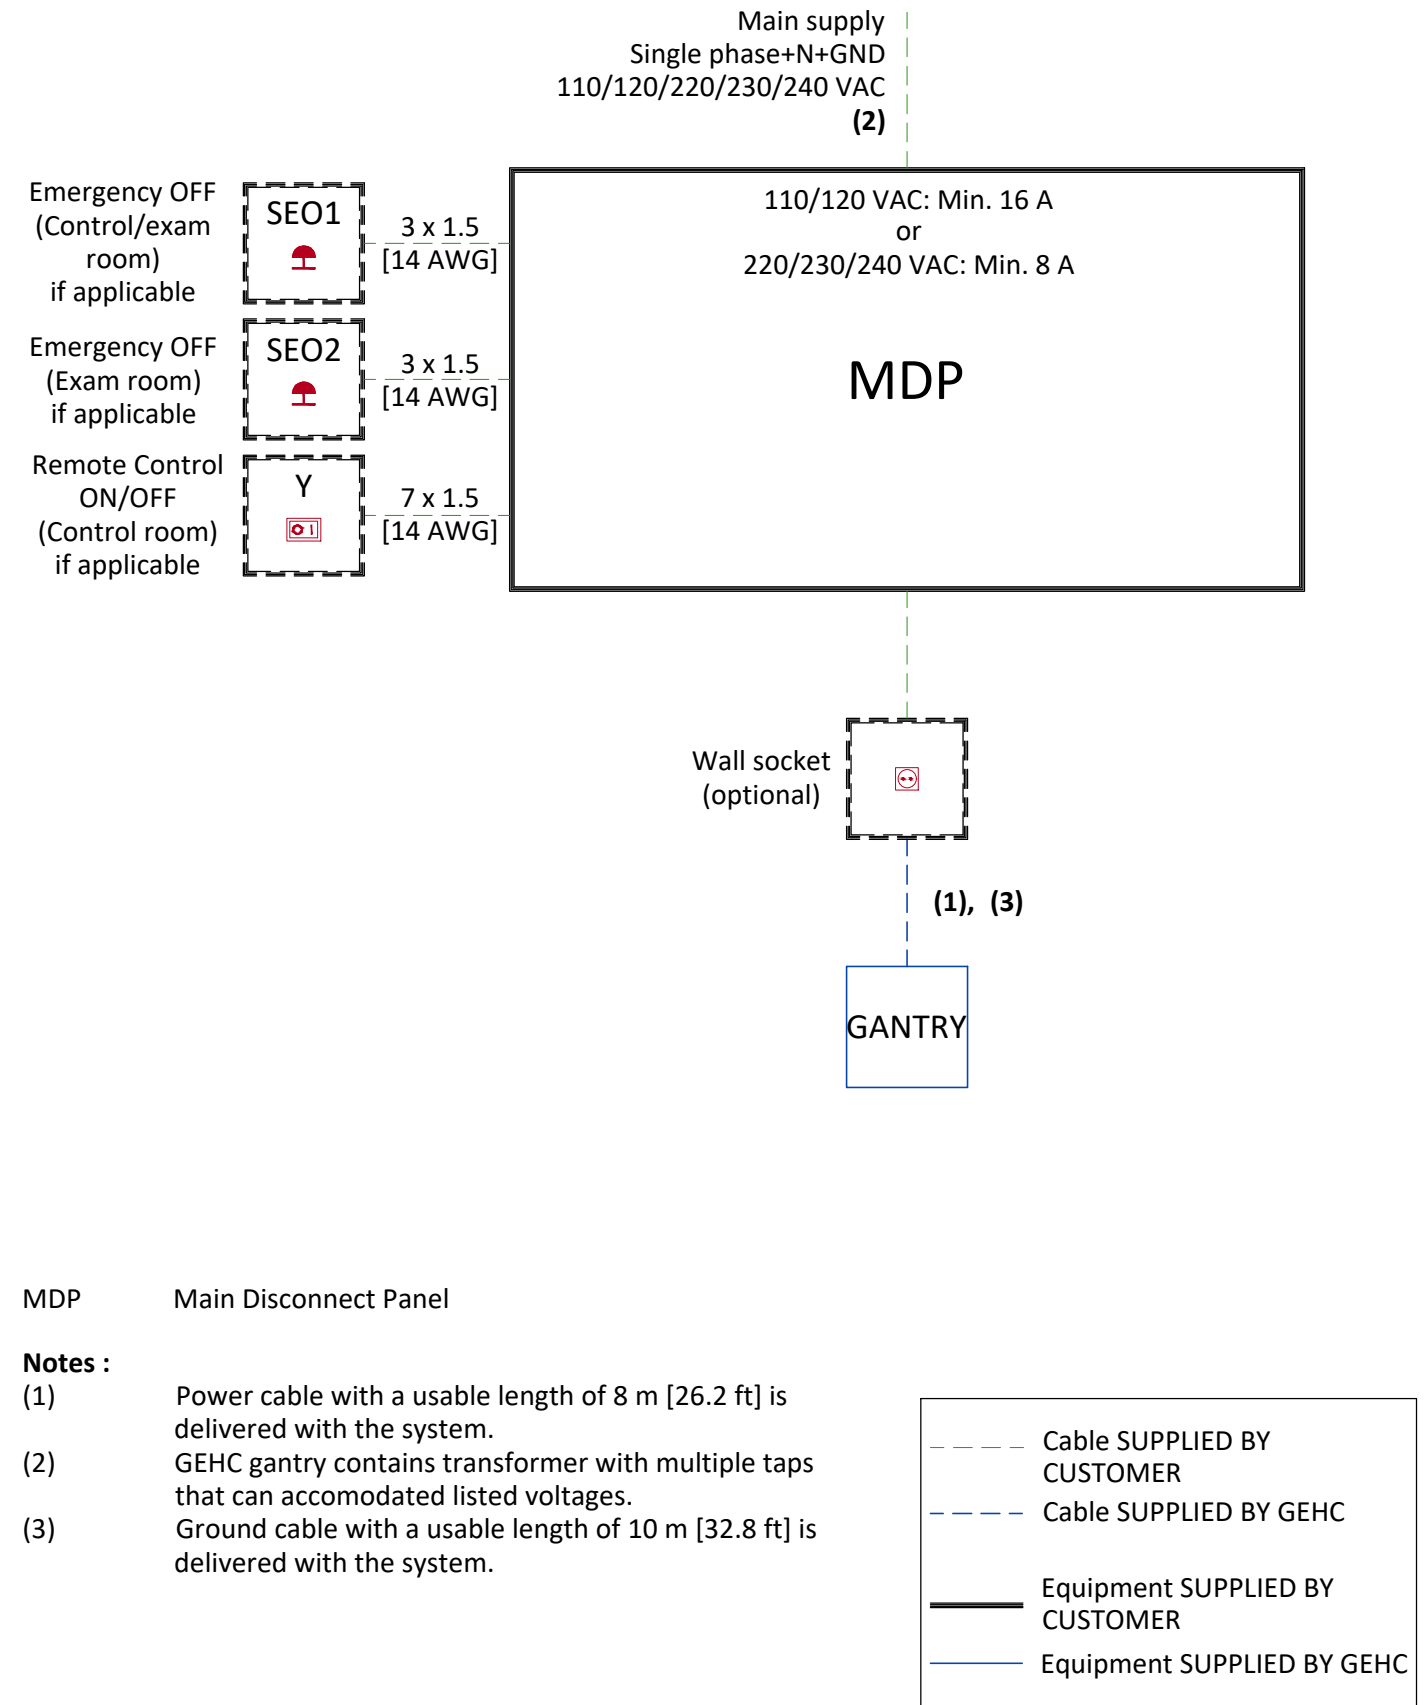 Main supply
Single phase+N+GND
110/120/220/230/240 VAC
(2)
Emergency OFF
(Control/exam
room)
if applicable
SEO1
3 x 1.5
[14 AWG]
110/120 VAC: Min. 16 A
or
220/230/240 VAC: Min. 8 A
MDP
Emergency OFF
(Exam room)
if applicable
SEO2
3 x 1.5
[14 AWG]
Remote Control
ON/OFF
(Control room)
if applicable
Y
7 x 1.5
[14 AWG]
Wall socket
(optional)
(1), (3)
GANTRY
MDP Main Disconnect Panel
Notes :
(1) Power cable with a usable length of 8 m [26.2 ft] is
delivered with the system.
(2) GEHC gantry contains transformer with multiple taps
that can accomodated listed voltages.
(3) Ground cable with a usable length of 10 m [32.8 ft] is
delivered with the system.
Cable SUPPLIED BY
CUSTOMER
Cable SUPPLIED BY GEHC
Equipment SUPPLIED BY
CUSTOMER
Equipment SUPPLIED BY GEHC